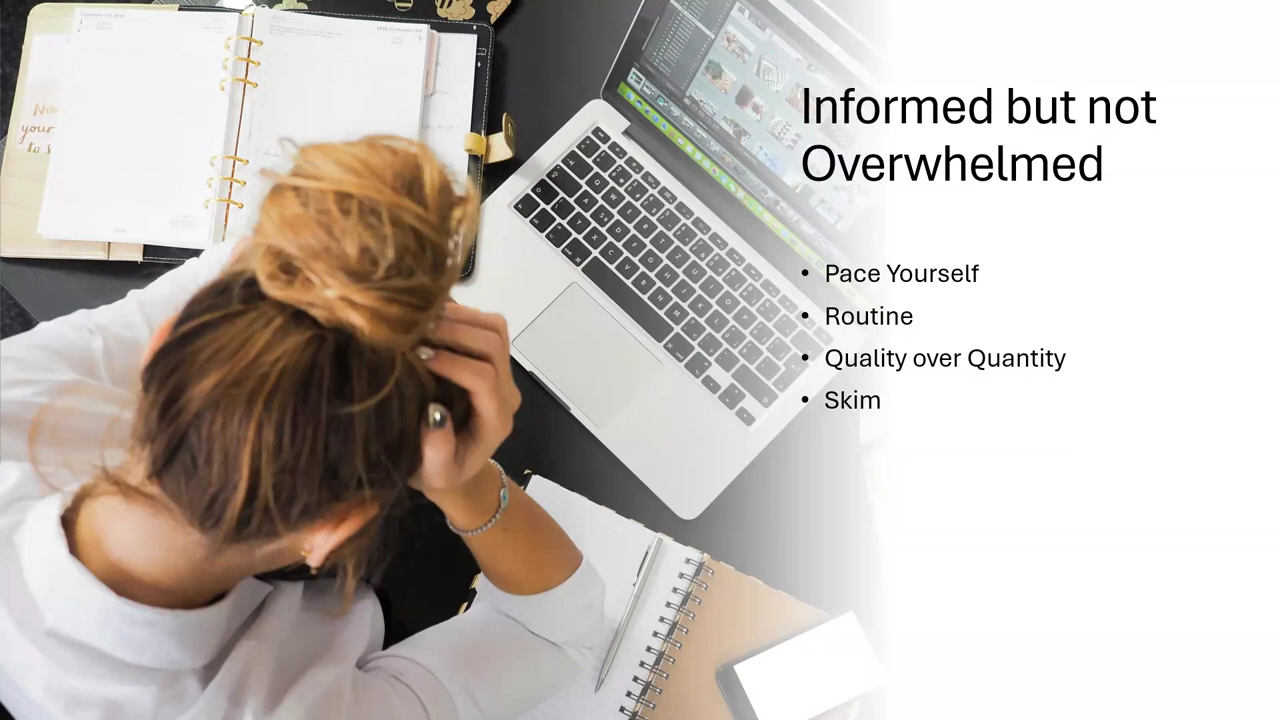 Informed but not
Overwhelmed
• Pace Yourself
• Routine
• Quality over Quantity
• Skim